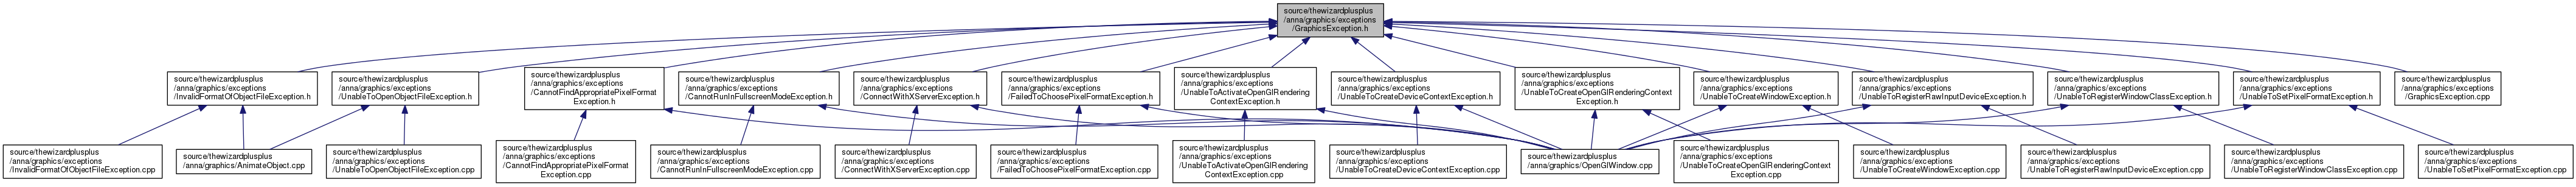 source/thewizardplusplus
/anna/graphics/exceptions
/GraphicsException.h
source/thewizardplusplus
/anna/graphics/exceptions
/InvalidFormatOfObjectFileException.h
source/thewizardplusplus
/anna/graphics/exceptions
/UnableToOpenObjectFileException.h
source/thewizardplusplus
/anna/graphics/exceptions
/CannotFindAppropriatePixelFormat
Exception.h
source/thewizardplusplus
/anna/graphics/exceptions
/CannotRunInFullscreenModeException.h
source/thewizardplusplus
/anna/graphics/exceptions
/ConnectWithXServerException.h
source/thewizardplusplus
/anna/graphics/exceptions
/FailedToChoosePixelFormatException.h
source/thewizardplusplus
/anna/graphics/exceptions
/UnableToActivateOpenGlRendering
ContextException.h
source/thewizardplusplus
/anna/graphics/exceptions
/UnableToCreateDeviceContextException.h
source/thewizardplusplus
/anna/graphics/exceptions
/UnableToCreateOpenGlRenderingContext
Exception.h
source/thewizardplusplus
/anna/graphics/exceptions
/UnableToCreateWindowException.h
source/thewizardplusplus
/anna/graphics/exceptions
/UnableToRegisterRawInputDeviceException.h
source/thewizardplusplus
/anna/graphics/exceptions
/UnableToRegisterWindowClassException.h
source/thewizardplusplus
/anna/graphics/exceptions
/UnableToSetPixelFormatException.h
source/thewizardplusplus
/anna/graphics/exceptions
/GraphicsException.cpp
source/thewizardplusplus
/anna/graphics/exceptions
/InvalidFormatOfObjectFileException.cpp
source/thewizardplusplus
/anna/graphics/AnimateObject.cpp
source/thewizardplusplus
/anna/graphics/exceptions
/UnableToOpenObjectFileException.cpp
source/thewizardplusplus
/anna/graphics/exceptions
/CannotFindAppropriatePixelFormat
Exception.cpp
source/thewizardplusplus
/anna/graphics/exceptions
/CannotRunInFullscreenModeException.cpp
source/thewizardplusplus
/anna/graphics/exceptions
/ConnectWithXServerException.cpp
source/thewizardplusplus
/anna/graphics/exceptions
/FailedToChoosePixelFormatException.cpp
source/thewizardplusplus
/anna/graphics/exceptions
/UnableToActivateOpenGlRendering
ContextException.cpp
source/thewizardplusplus
/anna/graphics/exceptions
/UnableToCreateDeviceContextException.cpp
source/thewizardplusplus
/anna/graphics/OpenGlWindow.cpp
source/thewizardplusplus
/anna/graphics/exceptions
/UnableToCreateOpenGlRenderingContext
Exception.cpp
source/thewizardplusplus
/anna/graphics/exceptions
/UnableToCreateWindowException.cpp
source/thewizardplusplus
/anna/graphics/exceptions
/UnableToRegisterRawInputDeviceException.cpp
source/thewizardplusplus
/anna/graphics/exceptions
/UnableToRegisterWindowClassException.cpp
source/thewizardplusplus
/anna/graphics/exceptions
/UnableToSetPixelFormatException.cpp